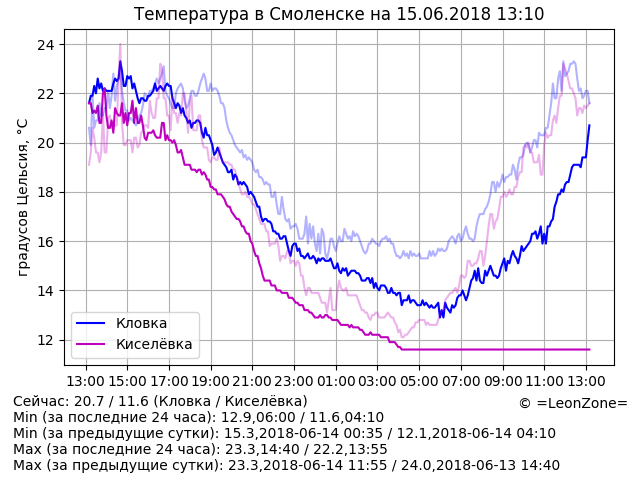 Температура в Смоленске на 15.06.2018 13:10
градусов Цельсия, °C
24
22
20
18
16
14
12
Кловка
Киселёвка
13:00 15:00 17:00 19:00 21:00 23:00 01:00 03:00 05:00 07:00 09:00 11:00 13:00
Сейчас: 20.7 / 11.6 (Кловка / Киселёвка)
© =LeonZone=
Min (за последние 24 часа): 12.9,06:00 / 11.6,04:10
Min (за предыдущие сутки): 15.3,2018-06-14 00:35 / 12.1,2018-06-14 04:10
Max (за последние 24 часа): 23.3,14:40 / 22.2,13:55
Max (за предыдущие сутки): 23.3,2018-06-14 11:55 / 24.0,2018-06-13 14:40